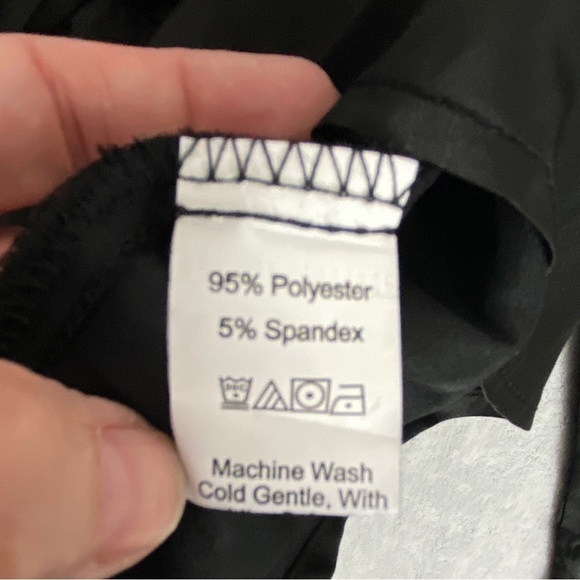 95% Polyester
5% Spandex
Machine Wash
Cold Gentle, With